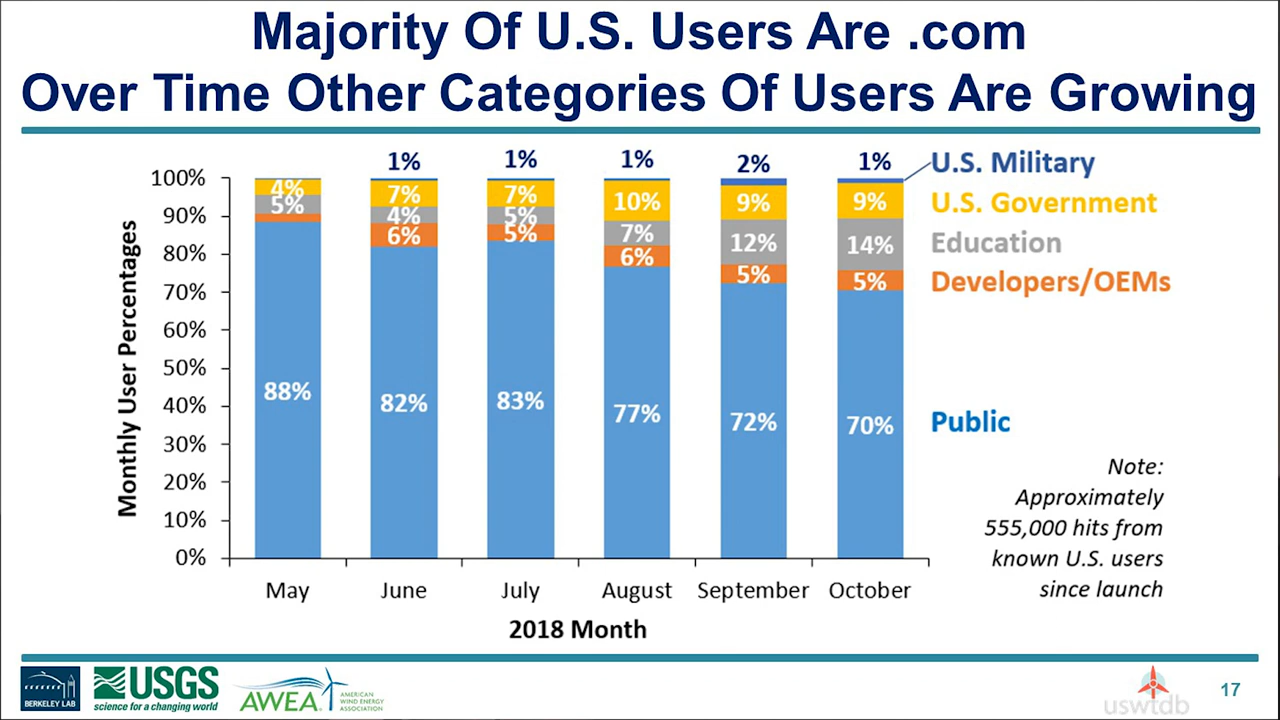 Majority Of U.S. Users Are .com
Over Time Other Categories Of Users Are Growing
Monthly User Percentages
100%
90%
80%
70%
60%
50%
40%
30%
20%
10%
0%
1% 1% 1% 2% 1%
4% 7% 7% 10% 9% 9%
5% 4% 5% 7% 12% 14%
6% 5% 6% 5% 5%
88% 82% 83% 77% 72% 70%
U.S. Military
U.S. Government
Education
Developers/OEMs
Public
Note:
Approximately
555,000 hits from
known U.S. users
since launch
May June July August September October
2018 Month
BERKELEY LAB
USGS
science for a changing world
AWEA
AMERICAN
WIND ENERGY
ASSOCIATION
uswtdb
17